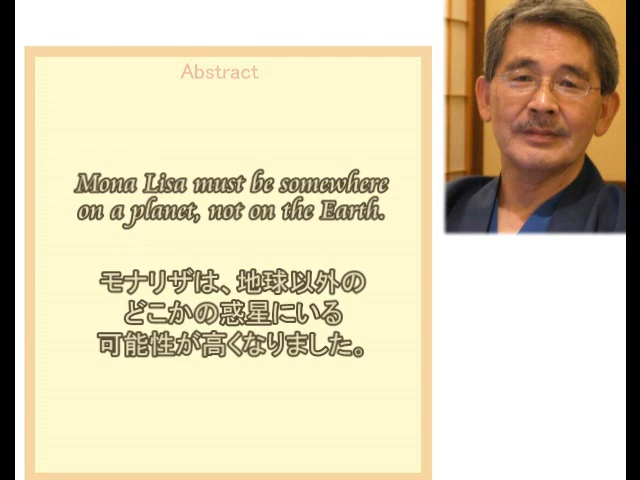 Abstract
Mona Lisa must be somewhere
on a planet, not on the Earth.
モナリザは、地球以外の
どこかの惑星にいる
可能性が高くなりました。